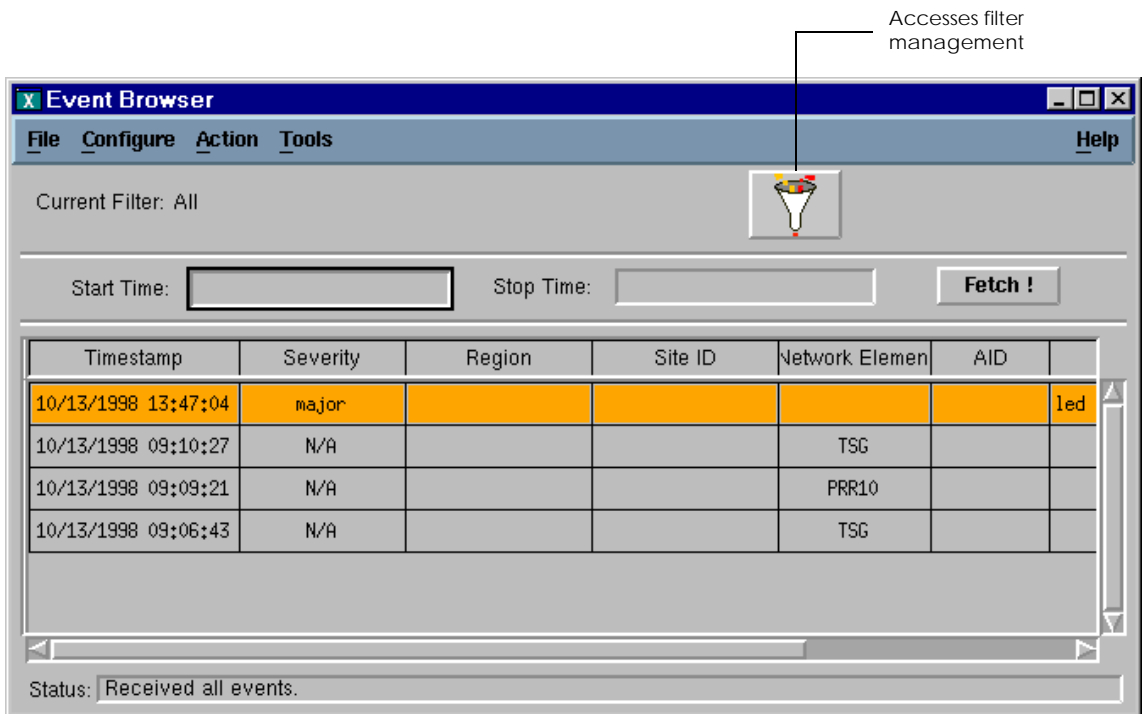 Accesses filter
management
X Event Browser
File Configure Action Tools Help
Current Filter: All
Start Time: Stop Time: Fetch !
Timestamp Severity Region Site ID Network Elemen AID
10/13/1998 13:47:04 major led
10/13/1998 09:10:27 N/A TSG
10/13/1998 09:09:21 N/A PRR10
10/13/1998 09:06:43 N/A TSG
Status: Received all events.